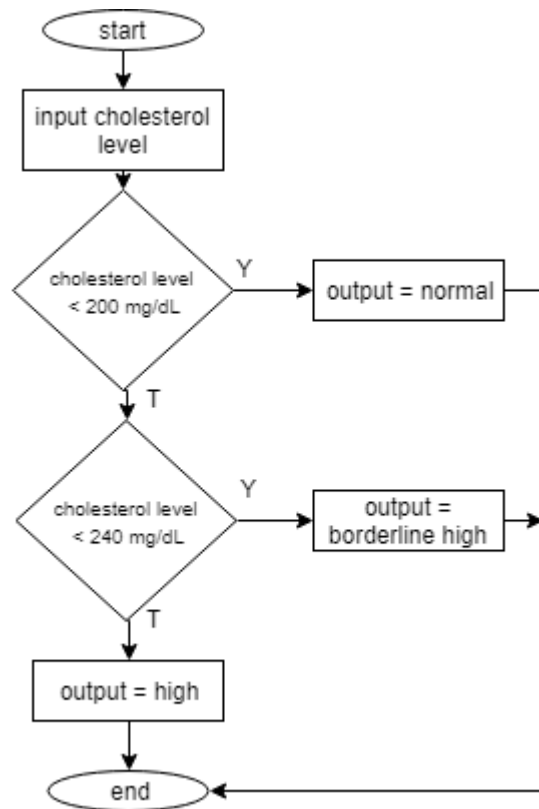 start
input cholesterol
level
cholesterol level
< 200 mg/dL
Y
output = normal
T
cholesterol level
< 240 mg/dL
Y
output =
borderline high
T
output = high
end